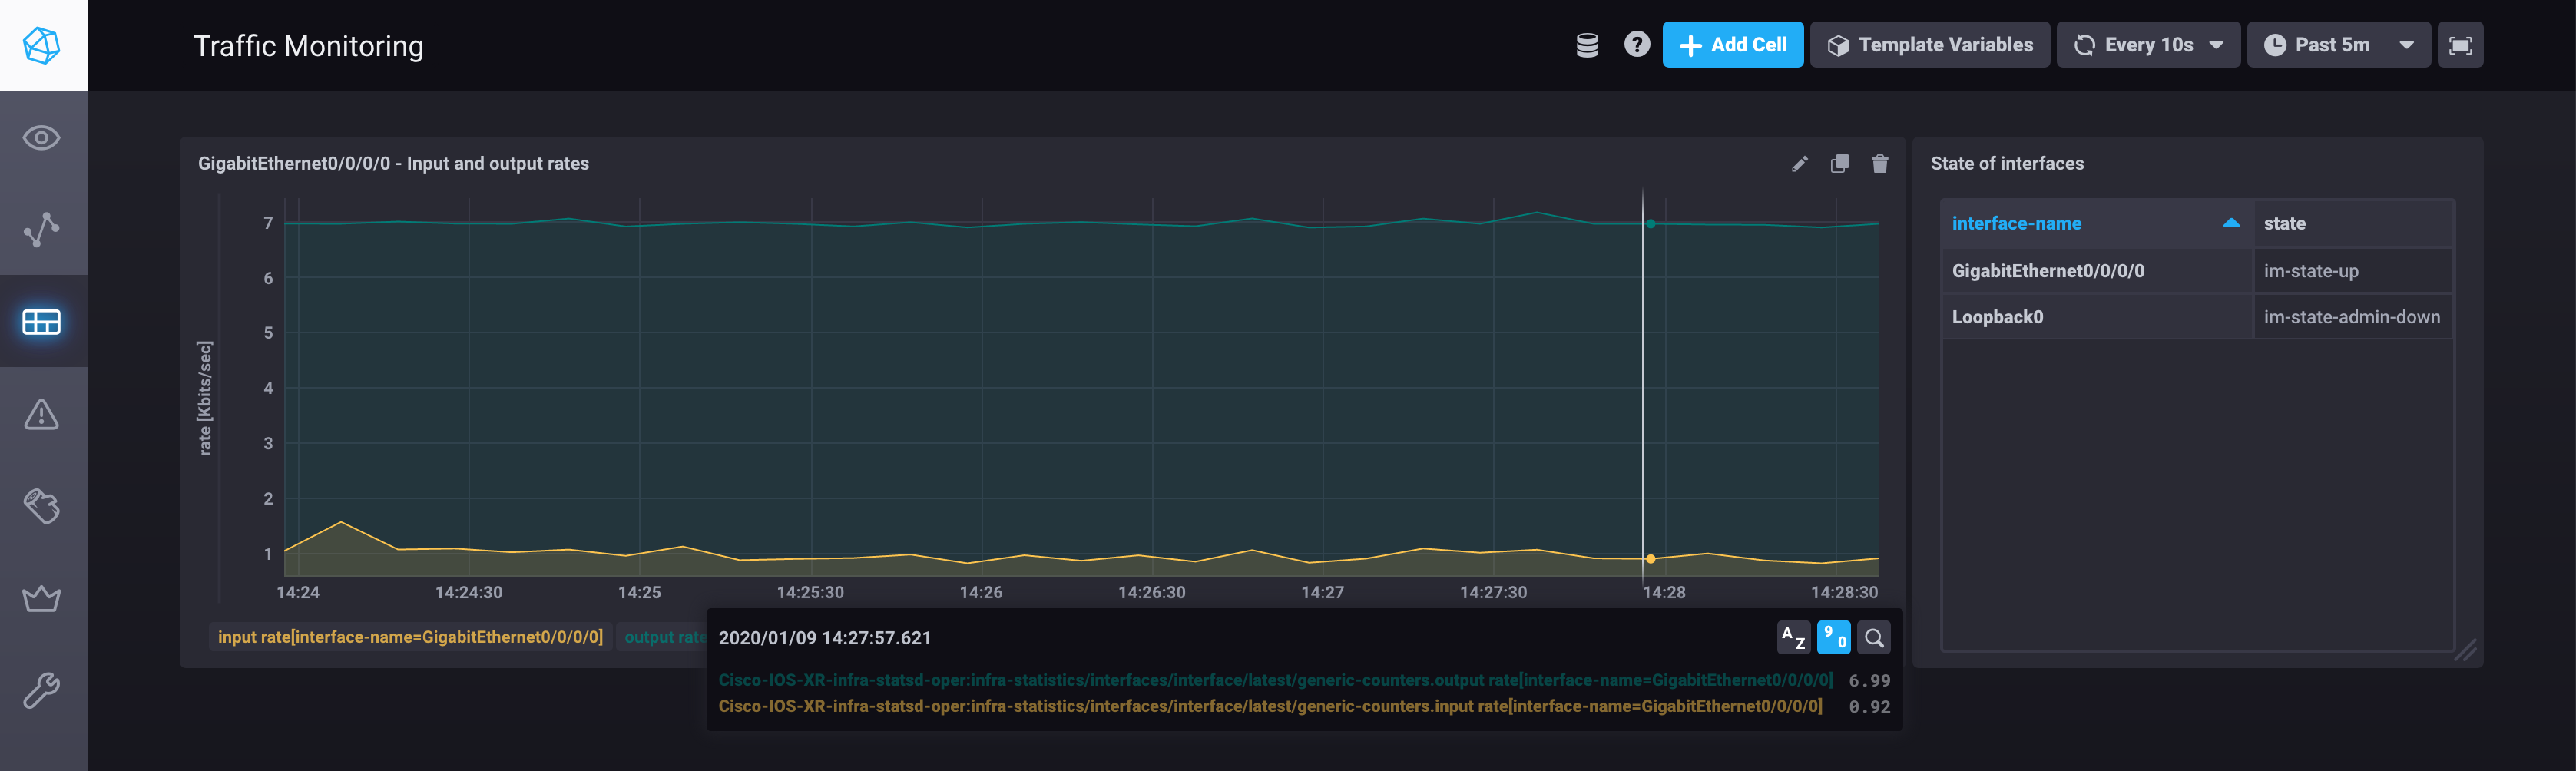 Traffic Monitoring
Add Cell
Template Variables
Every 10s
Past 5m
GigabitEthernet0/0/0/0 - Input and output rates
rate [Kbits/sec]
7
6
5
4
3
2
1
14:24 14:24:30 14:25 14:25:30 14:26 14:26:30 14:27 14:27:30 14:28 14:28:30
input rate[interface-name=GigabitEthernet0/0/0/0] output rate
2020/01/09 14:27:57.621
A Z
9 0
Cisco-IOS-XR-infra-statsd-oper:infra-statistics/interfaces/interface/latest/generic-counters.output rate[interface-name=GigabitEthernet0/0/0/0] 6.99
Cisco-IOS-XR-infra-statsd-oper:infra-statistics/interfaces/interface/latest/generic-counters.input rate[interface-name=GigabitEthernet0/0/0/0] 0.92
State of interfaces
interface-name state
GigabitEthernet0/0/0/0 im-state-up
Loopback0 im-state-admin-down